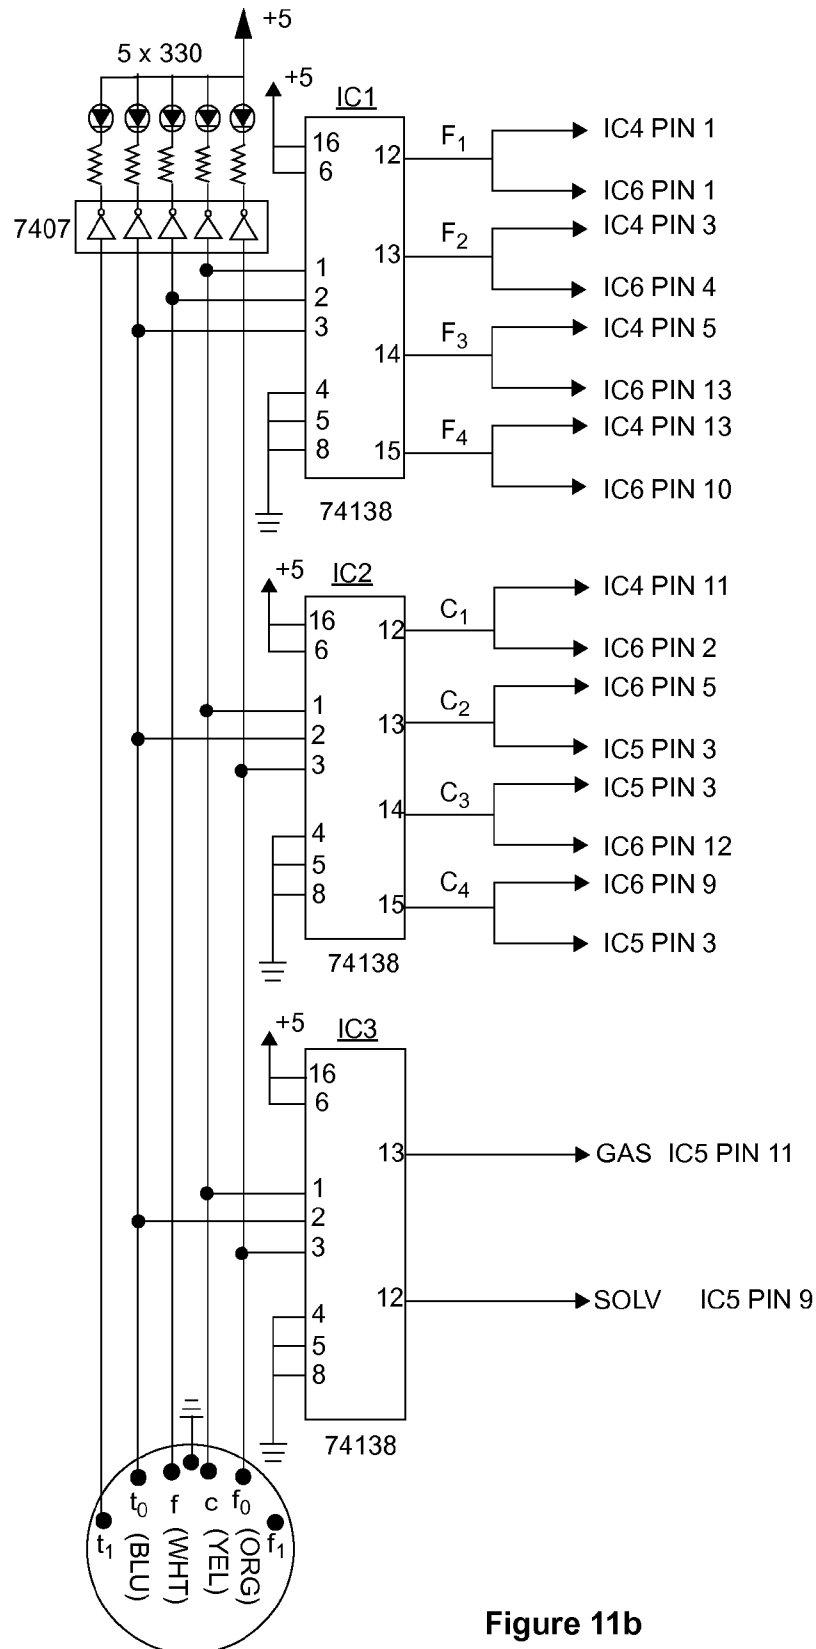 +5
5 x 330
7407
+5
IC1
16
6
1
2
3
4
5
8
12
13
14
15
F1
F2
F3
F4
IC4 PIN 1
IC6 PIN 1
IC4 PIN 3
IC6 PIN 4
IC4 PIN 5
IC6 PIN 13
IC4 PIN 13
IC6 PIN 10
74138
+5
IC2
16
6
1
2
3
4
5
8
12
13
14
15
C1
C2
C3
C4
IC4 PIN 11
IC6 PIN 2
IC6 PIN 5
IC5 PIN 3
IC5 PIN 3
IC6 PIN 12
IC6 PIN 9
IC5 PIN 3
74138
+5
IC3
16
6
1
2
3
4
5
8
13
12
GAS IC5 PIN 11
SOLV IC5 PIN 9
74138
t1
t0 (BLU)
f (WHT)
c (YEL)
f0 (ORG)
f1
Figure 11b